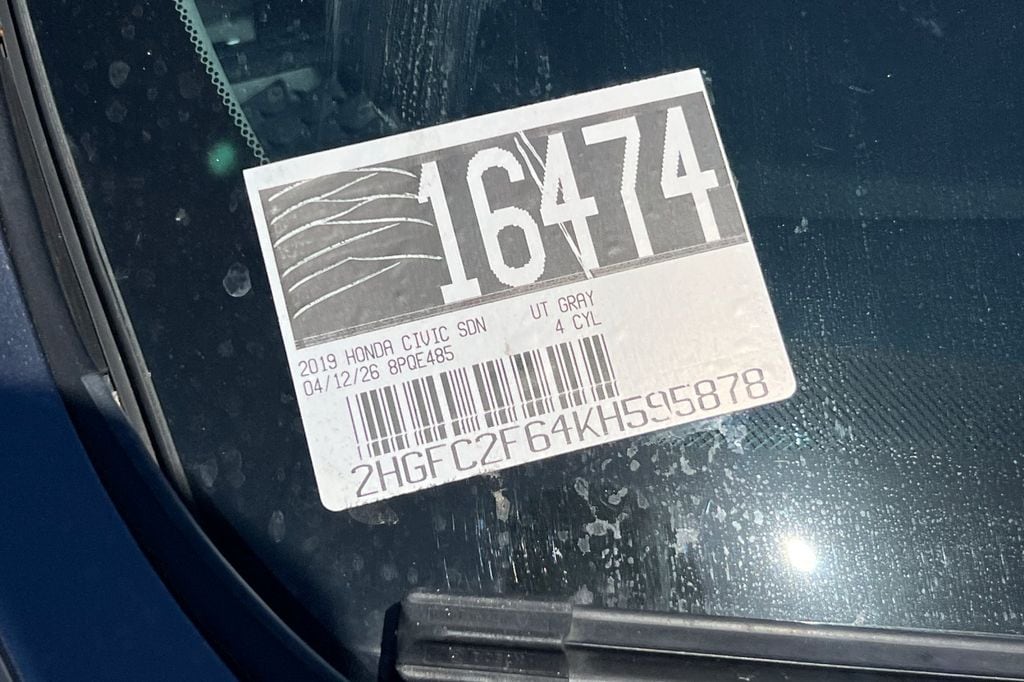 16474
2019 HONDA CIVIC SDN UT GRAY
04/12/26 8PQE485 4 CYL
2HGFC2F64KH595878